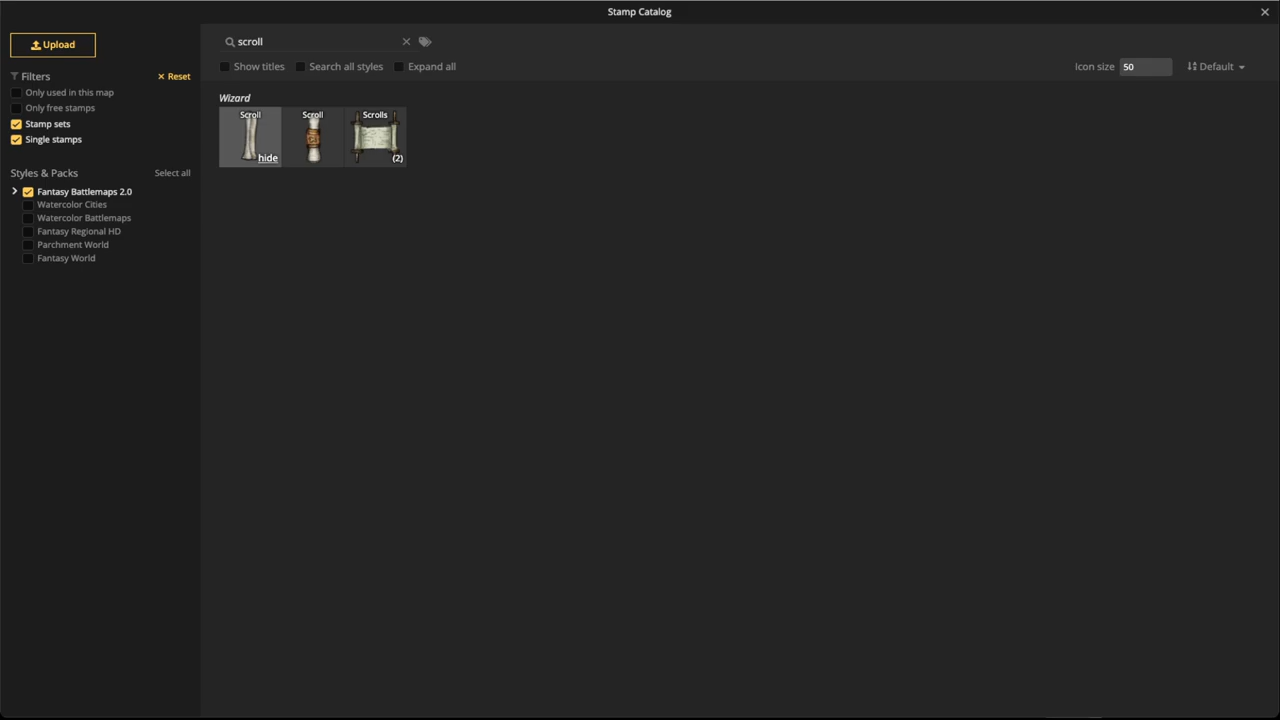 Stamp Catalog
Upload
scroll
Filters
Reset
Show titles
Search all styles
Expand all
Icon size
50
Default
Only used in this map
Only free stamps
Stamp sets
Single stamps
Wizard
Scroll
hide
Scroll
Scrolls
(2)
Styles & Packs
Select all
Fantasy Battlemaps 2.0
Watercolor Cities
Watercolor Battlemaps
Fantasy Regional HD
Parchment World
Fantasy World